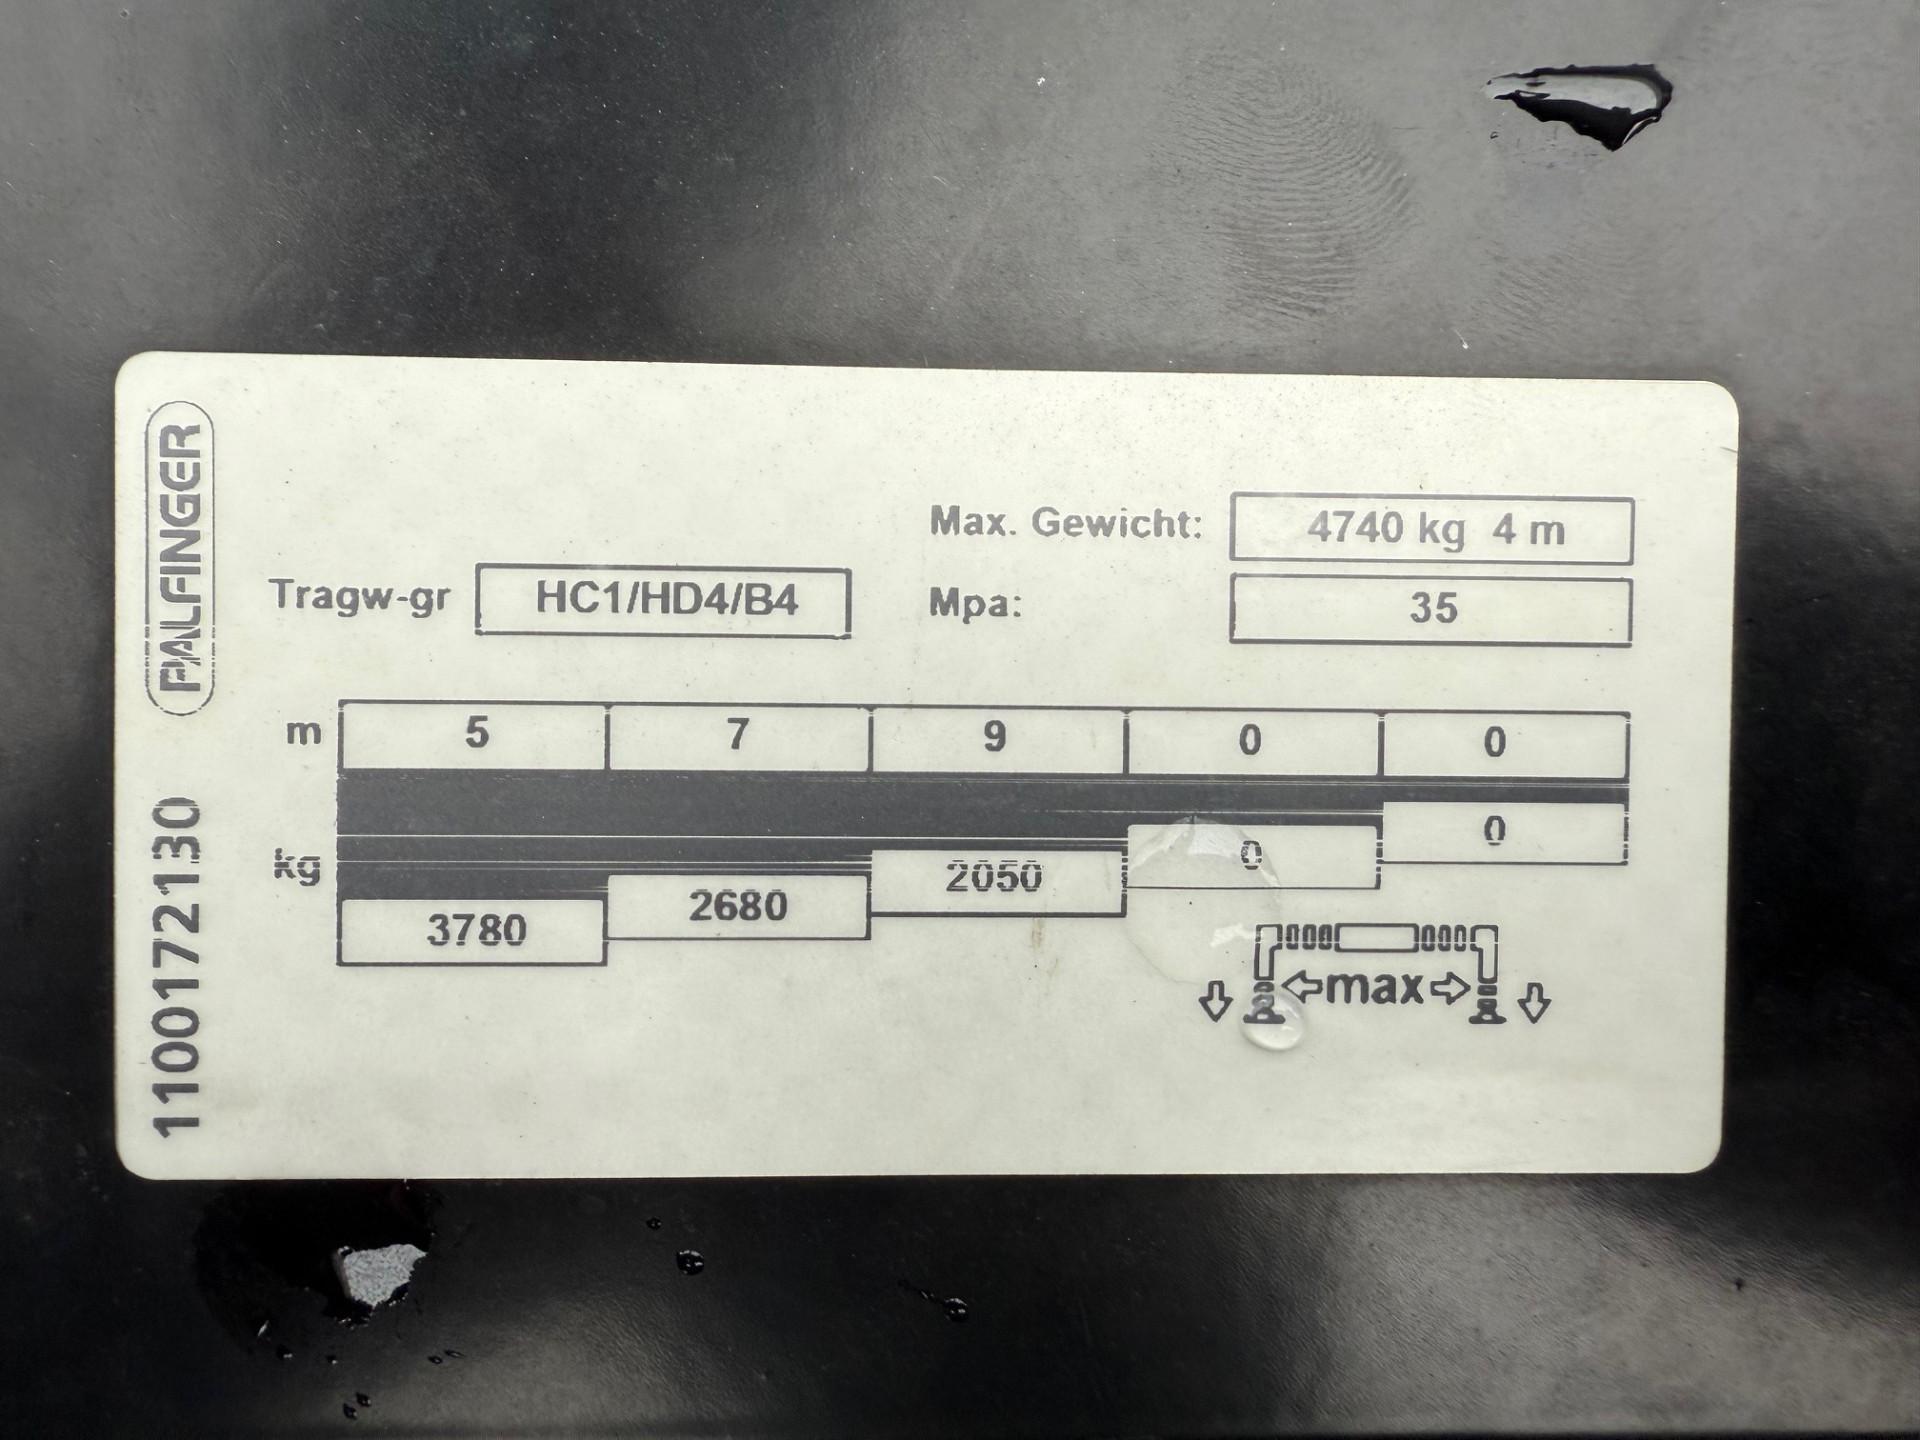 PALFINGER
1100172130
Max. Gewicht: 4740 kg 4 m
Tragw-gr HC1/HD4/B4
Mpa: 35
m 5 7 9 0 0
kg 3780 2680 2050 0 0
max